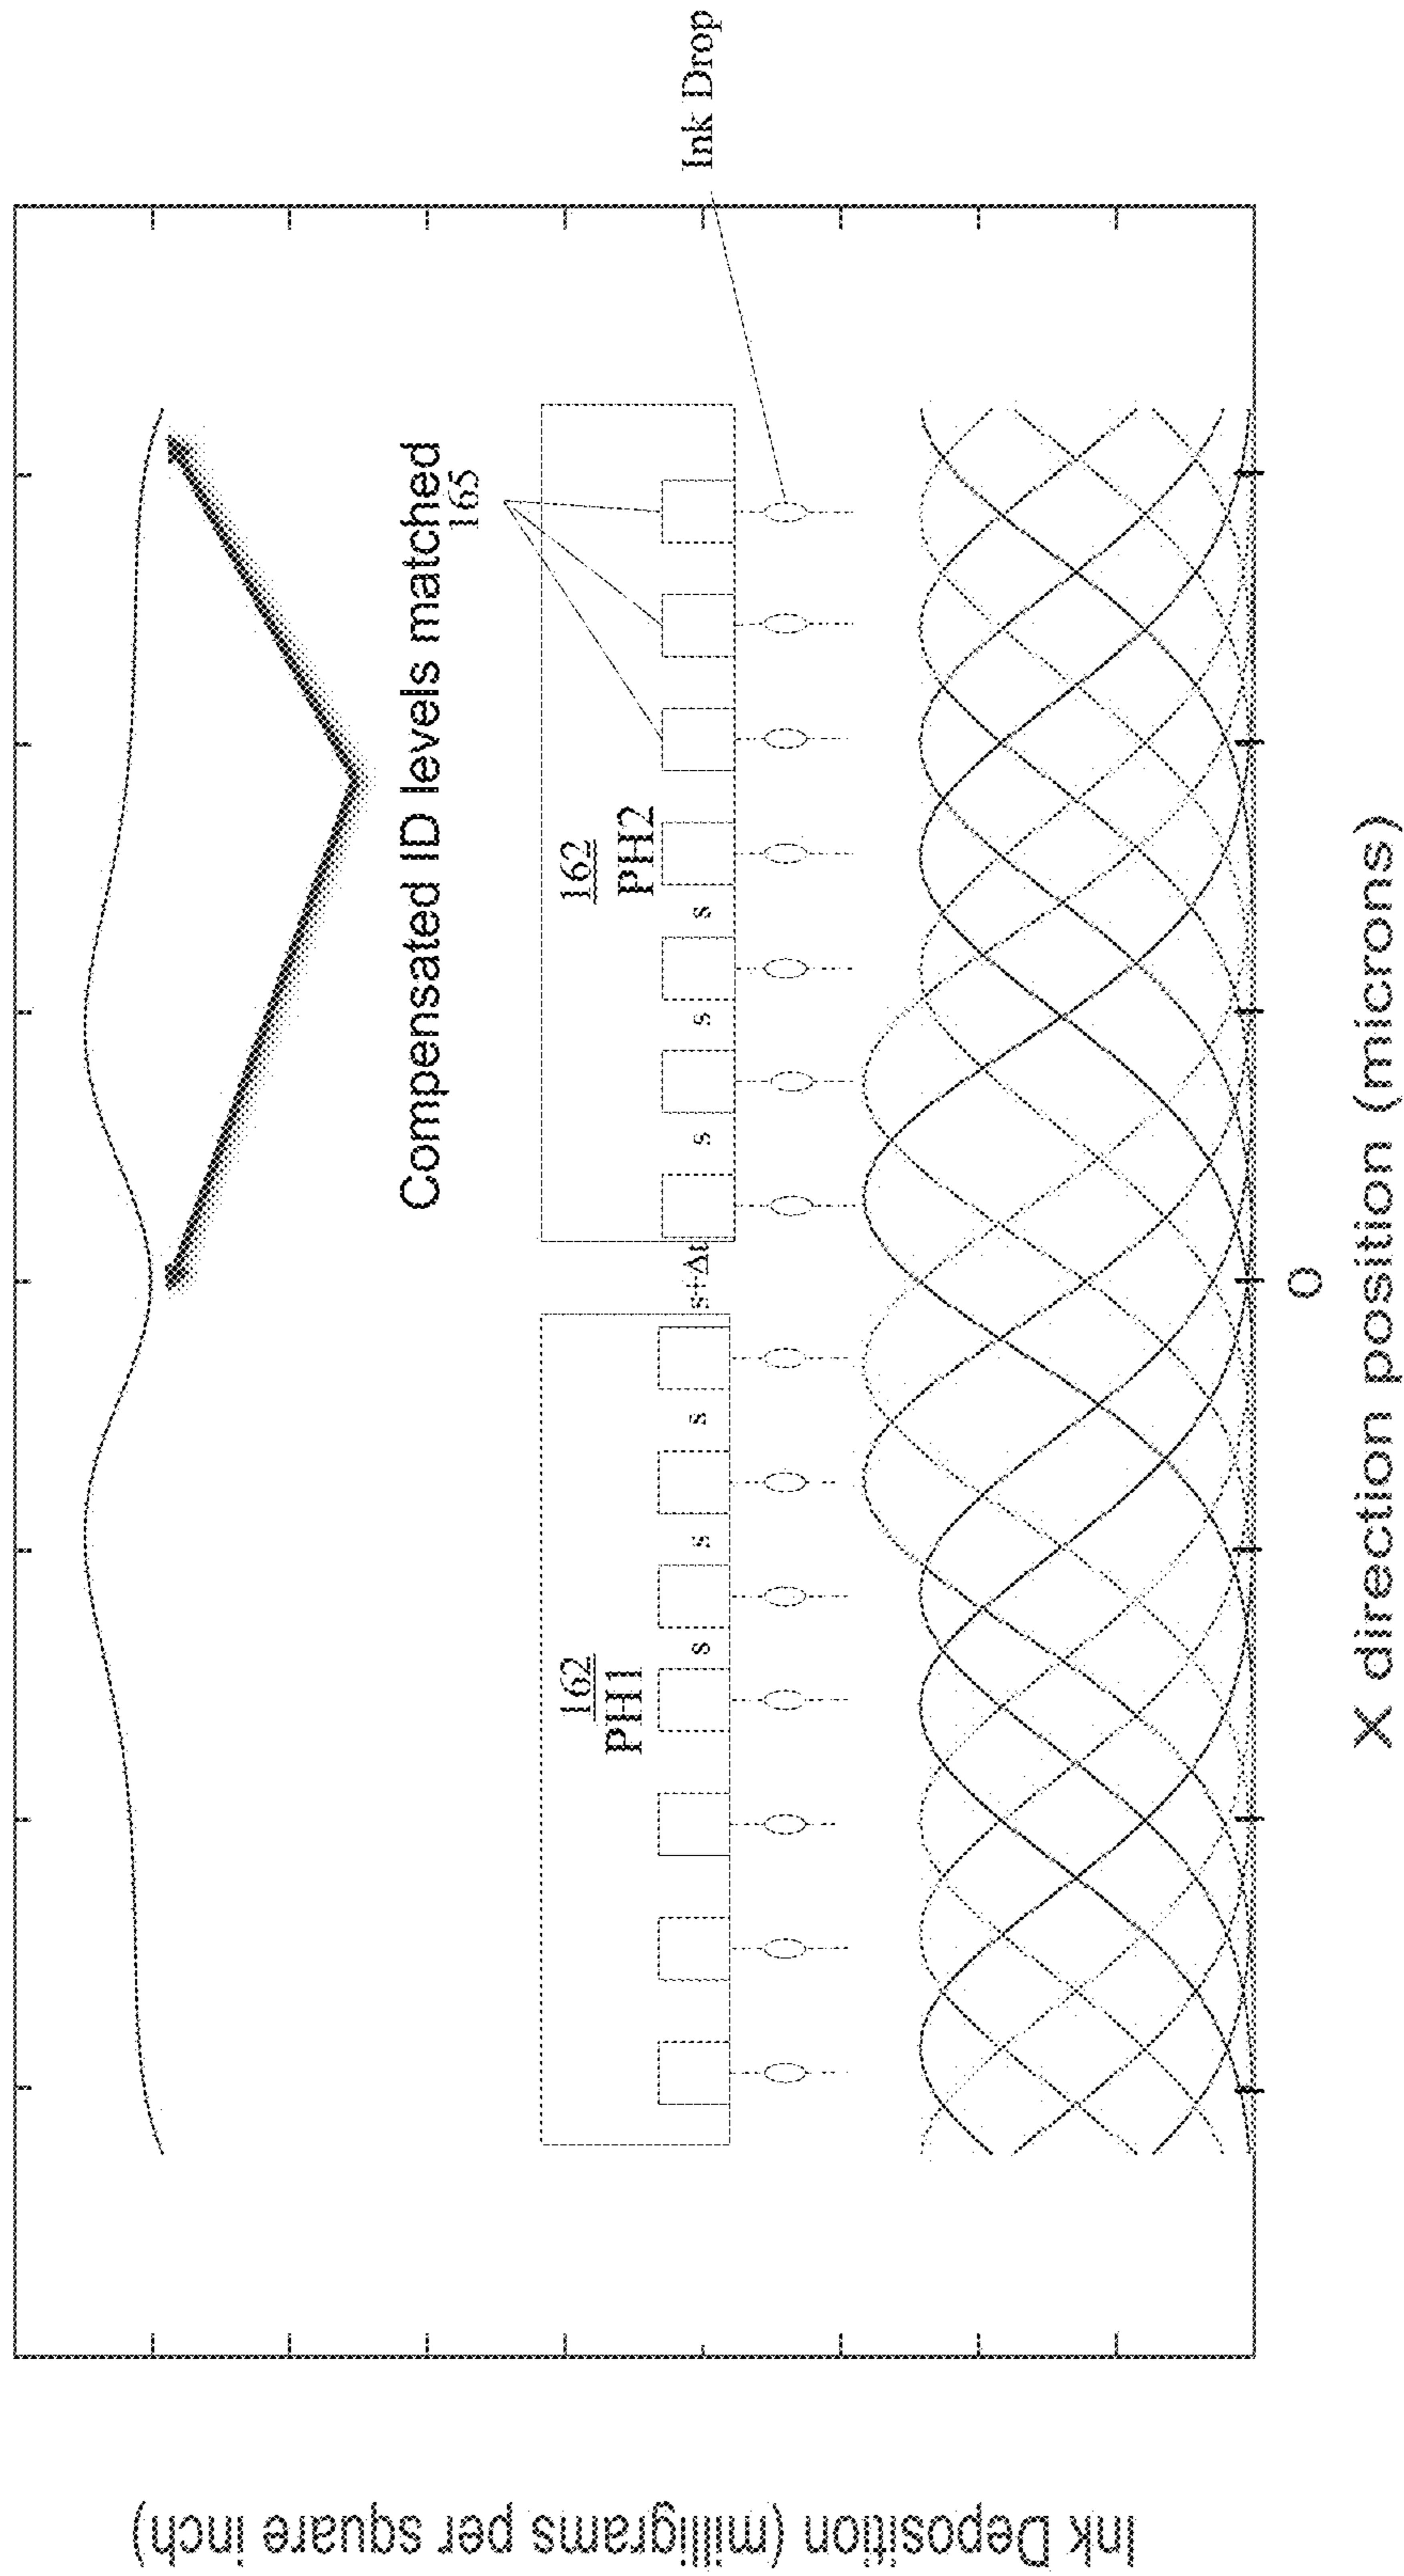 Ink Deposition (milligrams per square inch)
Compensated ID levels matched
165
162
PH1
162
PH2
s
s
s
s+Δt
s
s
s
Ink Drop
0
X direction position (microns)